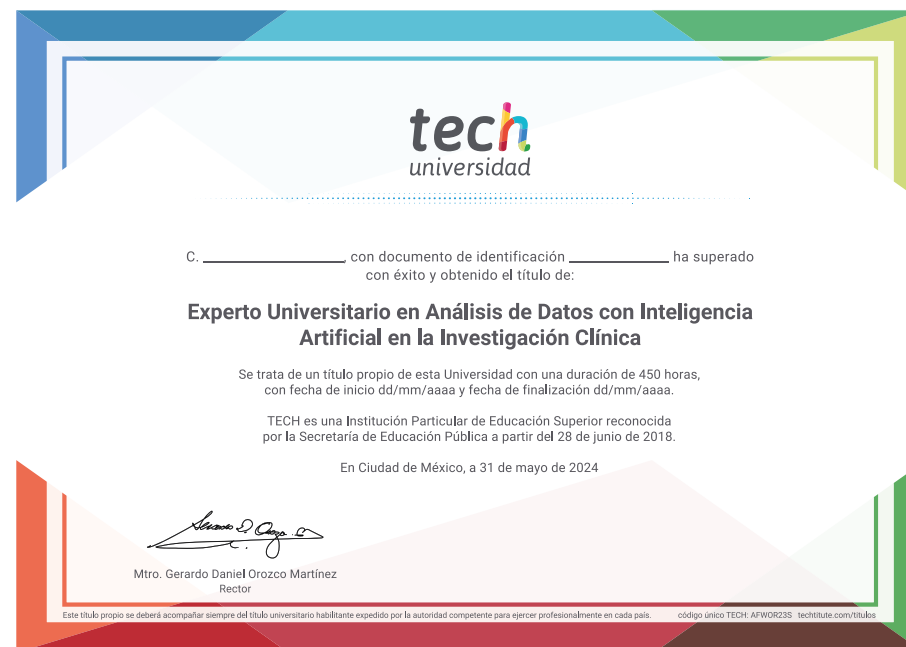 tech
universidad
C. ____________, con documento de identificación ____________ ha superado
con éxito y obtenido el título de:
Experto Universitario en Análisis de Datos con Inteligencia
Artificial en la Investigación Clínica
Se trata de un título propio de esta Universidad con una duración de 450 horas,
con fecha de inicio dd/mm/aaaa y fecha de finalización dd/mm/aaaa.
TECH es una Institución Particular de Educación Superior reconocida
por la Secretaría de Educación Pública a partir del 28 de junio de 2018.
En Ciudad de México, a 31 de mayo de 2024
Mtro. Gerardo Daniel Orozco Martínez
Rector
Este título propio se deberá acompañar siempre del título universitario habilitante expedido por la autoridad competente para ejercer profesionalmente en cada país. código único TECH: AFWOR23S techtitute.com/titulos